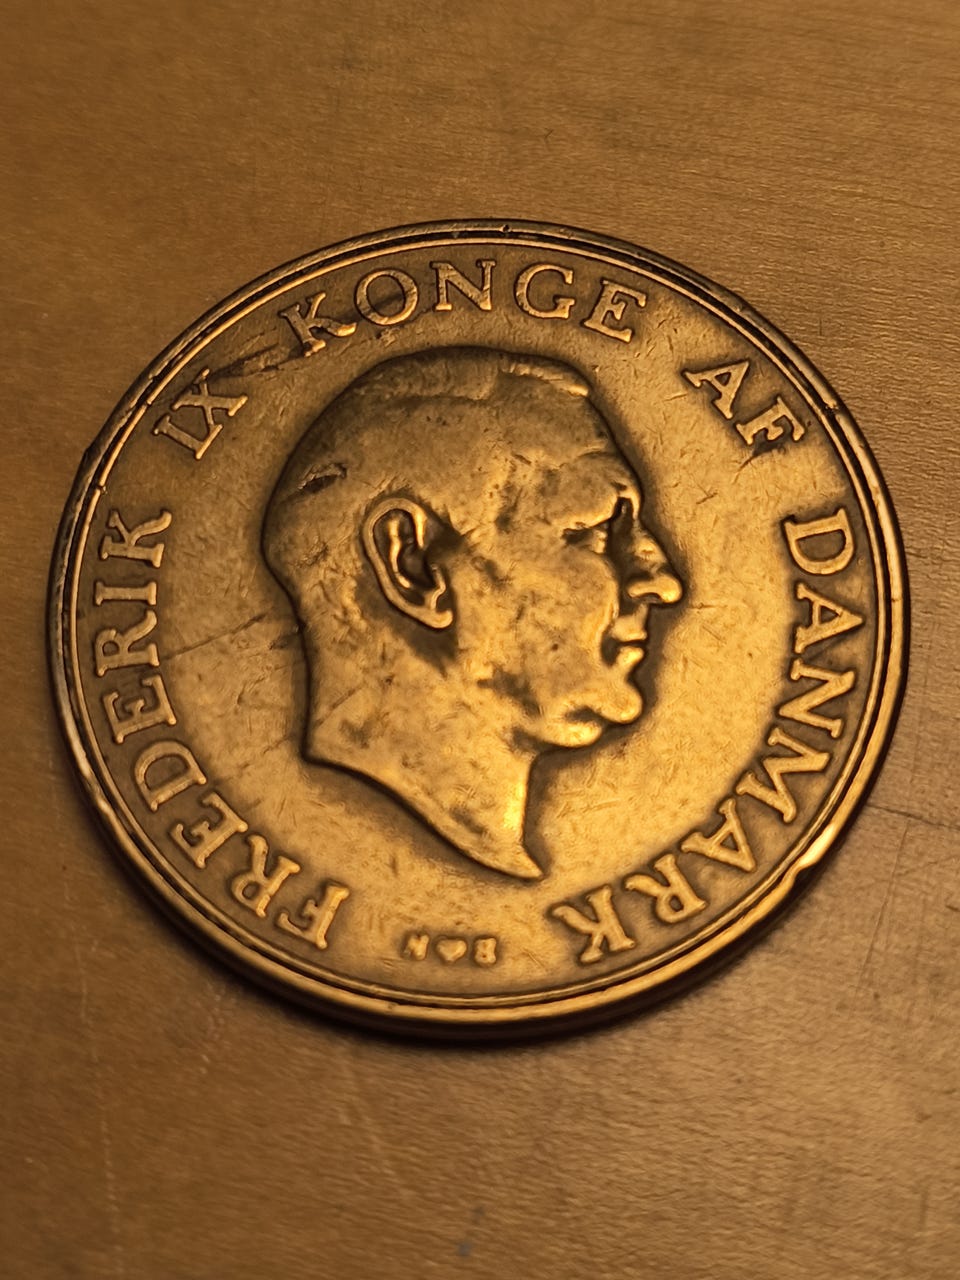 FREDERIK IX KONGE AF DANMARK
N♥B